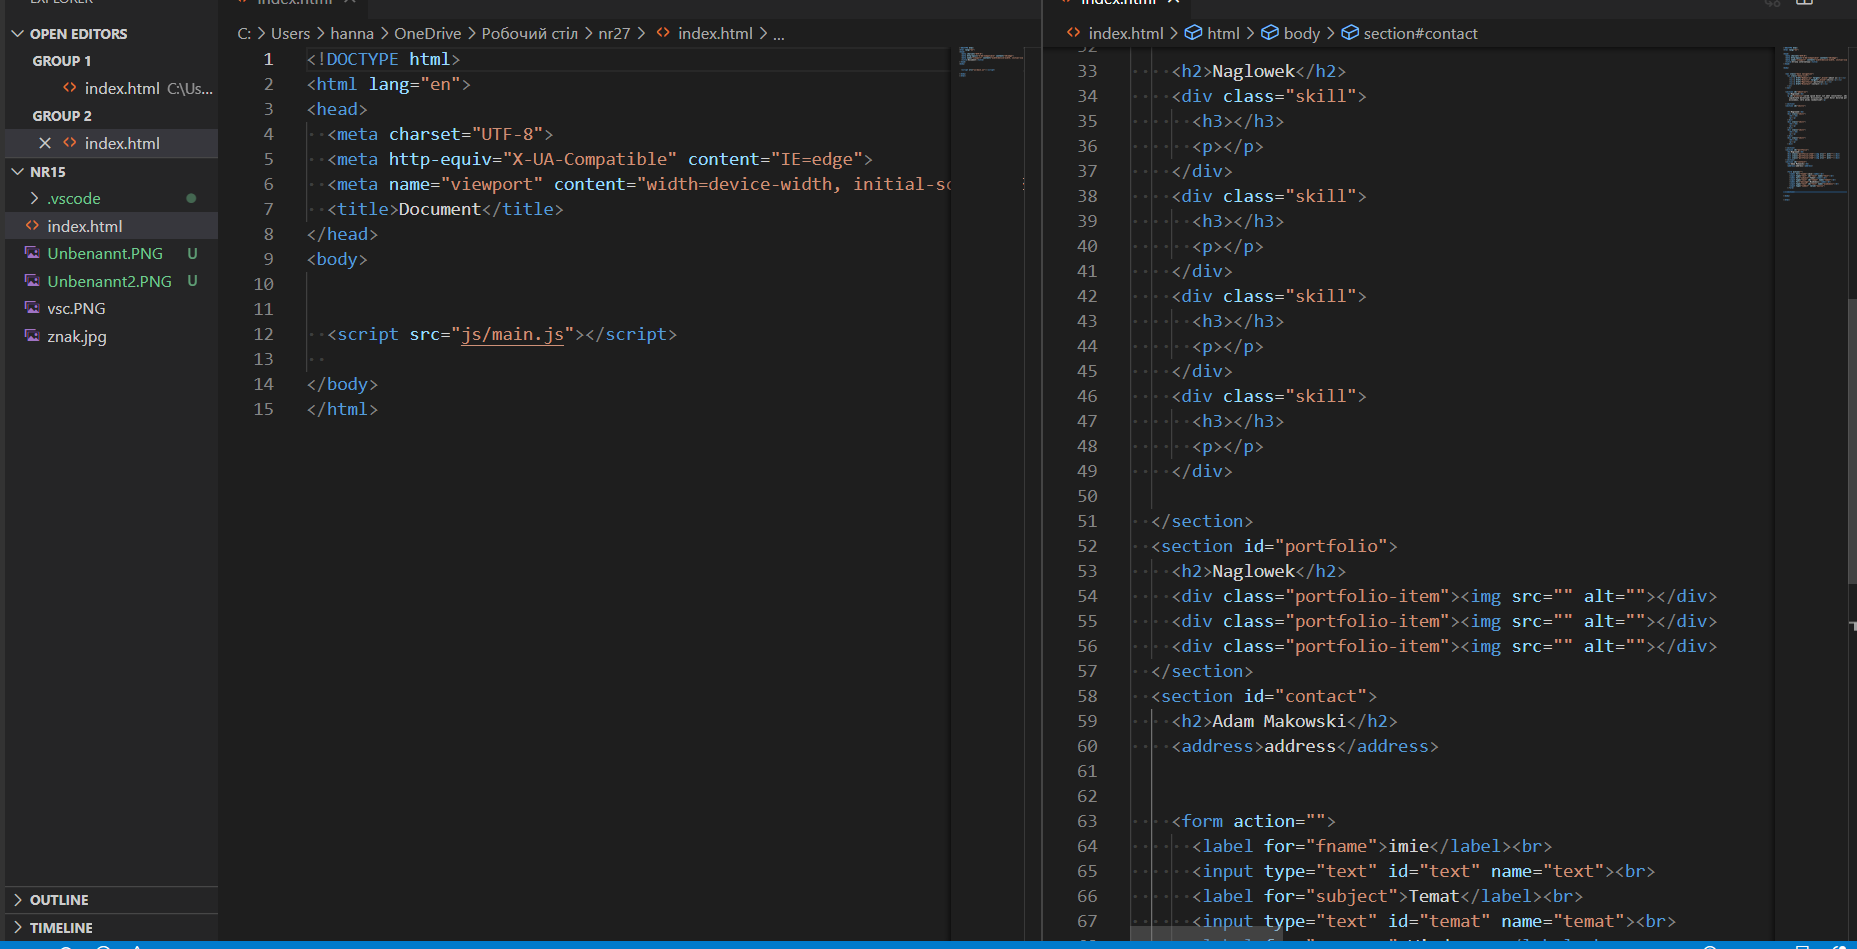 EXPLORER
OPEN EDITORS
GROUP 1
index.html C:\Us...
GROUP 2
index.html
NR15
.vscode
index.html
Unbenannt.PNG U
Unbenannt2.PNG U
vsc.PNG
znak.jpg
OUTLINE
TIMELINE
index.html
C: > Users > hanna > OneDrive > Робочий стіл > nr27 > index.html > ...
1 <!DOCTYPE html>
2 <html lang="en">
3 <head>
4 <meta charset="UTF-8">
5 <meta http-equiv="X-UA-Compatible" content="IE=edge">
6 <meta name="viewport" content="width=device-width, initial-sc
7 <title>Document</title>
8 </head>
9 <body>
10
11
12 <script src="js/main.js"></script>
13
14 </body>
15 </html>
index.html
index.html > html > body > section#contact
32
33 <h2>Naglowek</h2>
34 <div class="skill">
35 <h3></h3>
36 <p></p>
37 </div>
38 <div class="skill">
39 <h3></h3>
40 <p></p>
41 </div>
42 <div class="skill">
43 <h3></h3>
44 <p></p>
45 </div>
46 <div class="skill">
47 <h3></h3>
48 <p></p>
49 </div>
50
51 </section>
52 <section id="portfolio">
53 <h2>Naglowek</h2>
54 <div class="portfolio-item"><img src="" alt=""></div>
55 <div class="portfolio-item"><img src="" alt=""></div>
56 <div class="portfolio-item"><img src="" alt=""></div>
57 </section>
58 <section id="contact">
59 <h2>Adam Makowski</h2>
60 <address>address</address>
61
62
63 <form action="">
64 <label for="fname">imie</label><br>
65 <input type="text" id="text" name="text"><br>
66 <label for="subject">Temat</label><br>
67 <input type="text" id="temat" name="temat"><br>